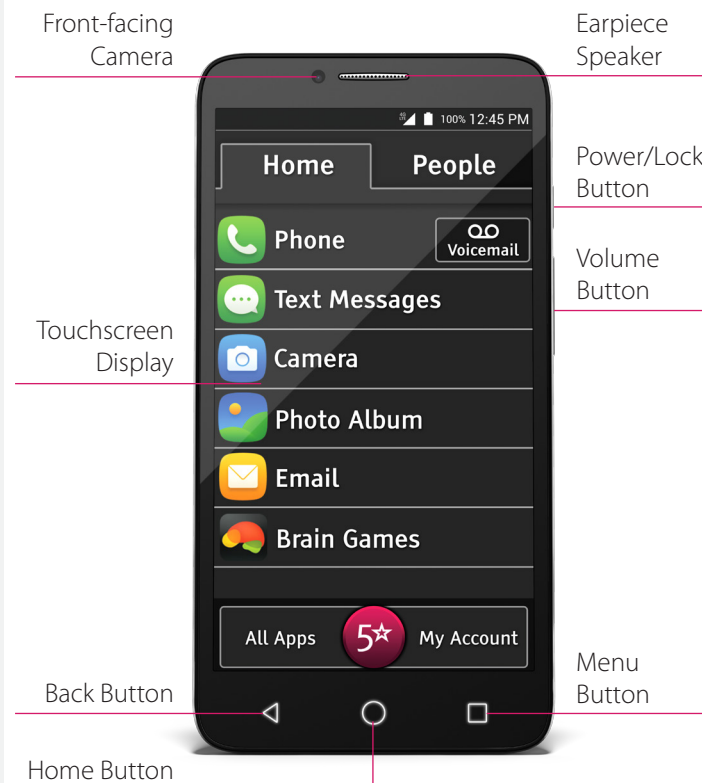 Front-facing
Camera
Earpiece
Speaker
4G
LTE
100% 12:45 PM
Home
People
Power/Lock
Button
Phone
Voicemail
Volume
Button
Text Messages
Touchscreen
Display
Camera
Photo Album
Email
Brain Games
All Apps
5☆
My Account
Menu
Button
Back Button
Home Button